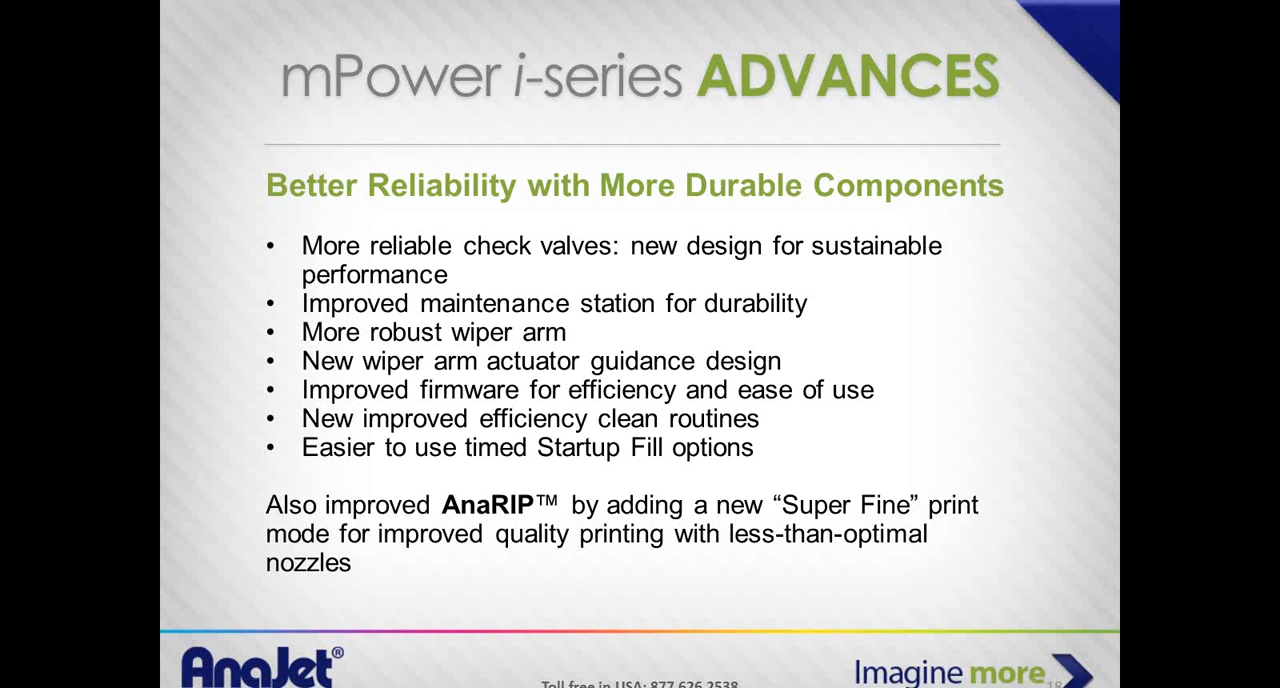 mPower i-series ADVANCES
Better Reliability with More Durable Components
• More reliable check valves: new design for sustainable
performance
• Improved maintenance station for durability
• More robust wiper arm
• New wiper arm actuator guidance design
• Improved firmware for efficiency and ease of use
• New improved efficiency clean routines
• Easier to use timed Startup Fill options
Also improved AnaRIP™ by adding a new “Super Fine” print
mode for improved quality printing with less-than-optimal
nozzles
AnaJet®
Toll free in USA: 877.626.2538
Imagine more
18